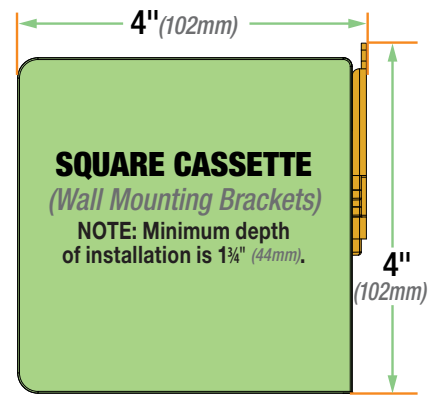 4"(102mm)
SQUARE CASSETTE
(Wall Mounting Brackets)
NOTE: Minimum depth
of installation is 1¾" (44mm).
4"
(102mm)